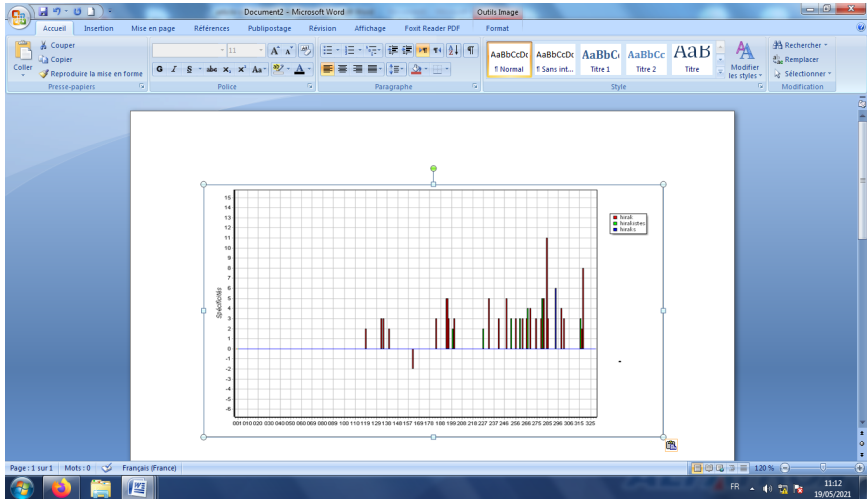 Document2 - Microsoft Word
Outils Image
Accueil Insertion Mise en page Références Publipostage Révision Affichage Foxit Reader PDF Format
Coller
Couper
Copier
Reproduire la mise en forme
Presse-papiers
11
G I S abc x, x² Aa A
Police
Paragraphe
AaBbCcDc AaBbCcDc AaBbC AaBbCc AaB
¶ Normal ¶ Sans int... Titre 1 Titre 2 Titre
Modifier les styles
Style
Rechercher
Remplacer
Sélectionner
Modification
15
14
13
12
11
10
9
8
7
6
5
4
3
2
1
0
-1
-2
-3
-4
-5
-6
Spécificités
001 010 020 030 040 050 060 069 080 089 100 110 119 129 138 148 157 169 178 188 199 208 218 227 237 246 256 266 275 285 296 306 315 325
hirak
hirakistes
hiraks
Page : 1 sur 1 Mots : 0 Français (France)
120 %
FR
11:12
19/05/2021